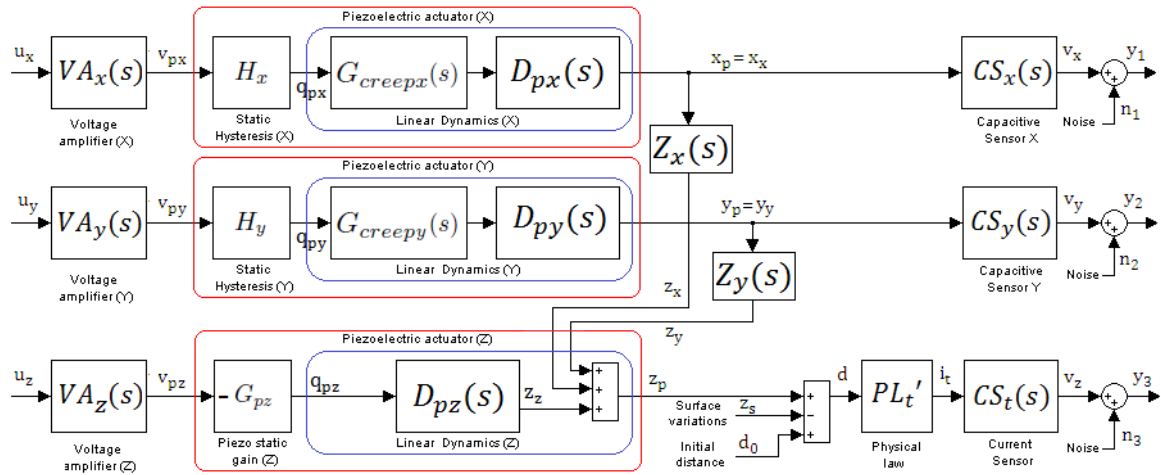 Piezoelectric actuator (X)
u_x
VA_x(s)
v_px
H_x
q_px
G_creepx(s)
D_px(s)
x_p = x_x
CS_x(s)
v_x
+
+
y_1
n_1
Noise
Voltage
amplifier (X)
Static
Hysteresis (X)
Linear Dynamics (X)
Capacitive
Sensor X
Z_x(s)
Piezoelectric actuator (Y)
u_y
VA_y(s)
v_py
H_y
q_py
G_creepy(s)
D_py(s)
y_p = y_y
CS_y(s)
v_y
+
+
y_2
n_2
Noise
Voltage
amplifier (Y)
Static
Hysteresis (Y)
Linear Dynamics (Y)
Capacitive
Sensor Y
Z_y(s)
z_x
z_y
Piezoelectric actuator (Z)
u_z
VA_z(s)
v_pz
- G_pz
q_pz
D_pz(s)
z_z
+
+
+
z_p
Surface
variations
z_s
Initial
distance
d_0
+
-
+
d
PL_t'
i_t
CS_t(s)
v_z
+
+
y_3
n_3
Noise
Voltage
amplifier (Z)
Piezo static
gain (Z)
Linear Dynamics (Z)
Physical
law
Current
Sensor